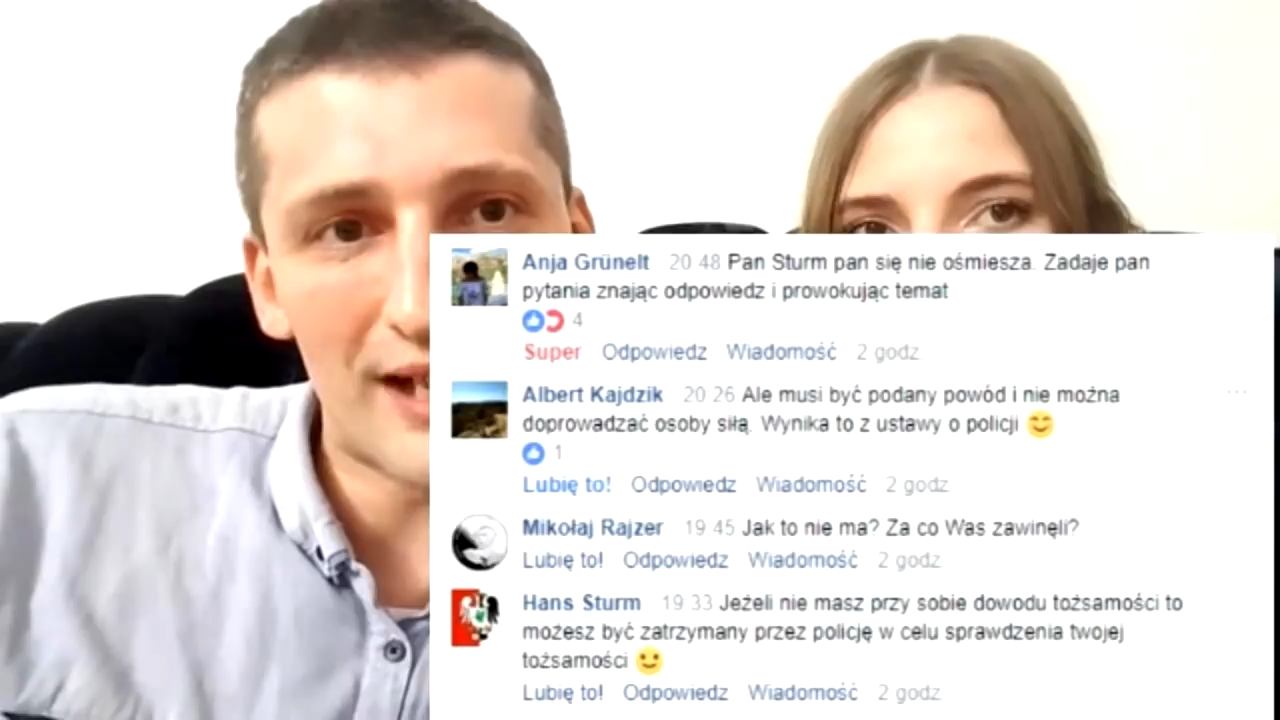 Anja Grünelt 20 48 Pan Sturm pan się nie ośmiesza. Zadaje pan
pytania znając odpowiedz i prowokując temat
4
Super Odpowiedz Wiadomość 2 godz.
Albert Kajdzik 20 26 Ale musi być podany powód i nie można
doprowadzać osoby siłą. Wynika to z ustawy o policji
1
Lubię to! Odpowiedz Wiadomość 2 godz
Mikołaj Rajzer 19 45 Jak to nie ma? Za co Was zawinęli?
Lubię to! Odpowiedz Wiadomość 2 godz
Hans Sturm 19 33 Jeżeli nie masz przy sobie dowodu tożsamości to
możesz być zatrzymany przez policję w celu sprawdzenia twojej
tożsamości
Lubię to! Odpowiedz Wiadomość 2 godz